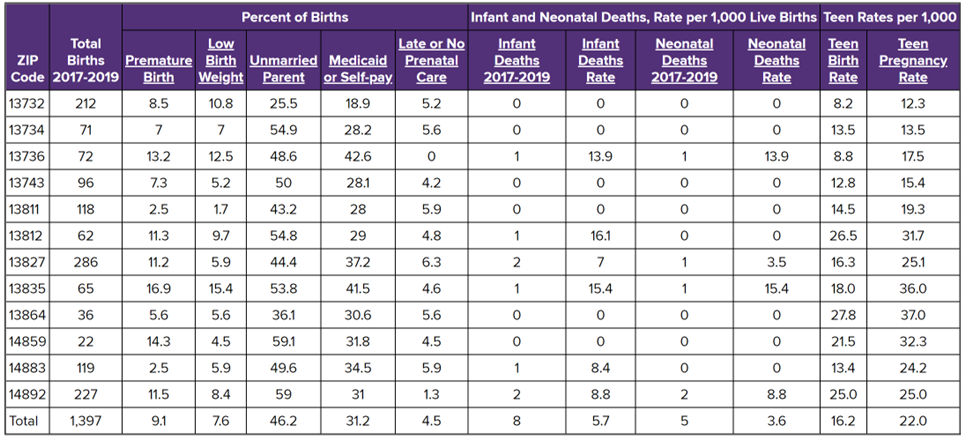 Percent of Births Infant and Neonatal Deaths, Rate per 1,000 Live Births Teen Rates per 1,000
ZIP Code Total Births 2017-2019 Premature Birth Low Birth Weight Unmarried Parent Medicaid or Self-pay Late or No Prenatal Care Infant Deaths 2017-2019 Infant Deaths Rate Neonatal Deaths 2017-2019 Neonatal Deaths Rate Teen Birth Rate Teen Pregnancy Rate
13732 212 8.5 10.8 25.5 18.9 5.2 0 0 0 0 8.2 12.3
13734 71 7 7 54.9 28.2 5.6 0 0 0 0 13.5 13.5
13736 72 13.2 12.5 48.6 42.6 0 1 13.9 1 13.9 8.8 17.5
13743 96 7.3 5.2 50 28.1 4.2 0 0 0 0 12.8 15.4
13811 118 2.5 1.7 43.2 28 5.9 0 0 0 0 14.5 19.3
13812 62 11.3 9.7 54.8 29 4.8 1 16.1 0 0 26.5 31.7
13827 286 11.2 5.9 44.4 37.2 6.3 2 7 1 3.5 16.3 25.1
13835 65 16.9 15.4 53.8 41.5 4.6 1 15.4 1 15.4 18.0 36.0
13864 36 5.6 5.6 36.1 30.6 5.6 0 0 0 0 27.8 37.0
14859 22 14.3 4.5 59.1 31.8 4.5 0 0 0 0 21.5 32.3
14883 119 2.5 5.9 49.6 34.5 5.9 1 8.4 0 0 13.4 24.2
14892 227 11.5 8.4 59 31 1.3 2 8.8 2 8.8 25.0 25.0
Total 1,397 9.1 7.6 46.2 31.2 4.5 8 5.7 5 3.6 16.2 22.0